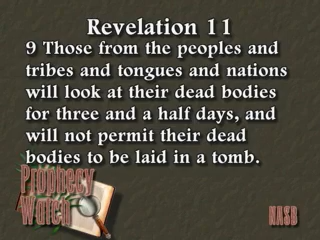 Revelation 11
9 Those from the peoples and
tribes and tongues and nations
will look at their dead bodies
for three and a half days, and
will not permit their dead
bodies to be laid in a tomb.
Prophecy
Watch
NASB